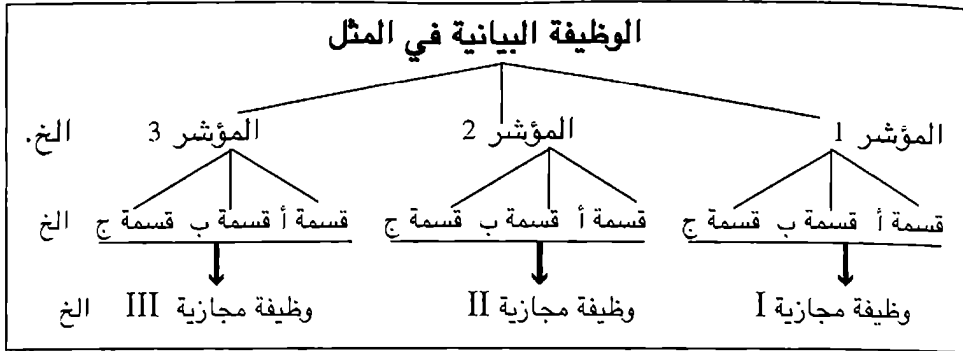 الوظيفة البيانية في المثل
المؤشر 1 المؤشر 2 المؤشر 3 الخ.
قسمة أ قسمة ب قسمة ج قسمة أ قسمة ب قسمة ج قسمة أ قسمة ب قسمة ج الخ
وظيفة مجازية I وظيفة مجازية II وظيفة مجازية III الخ